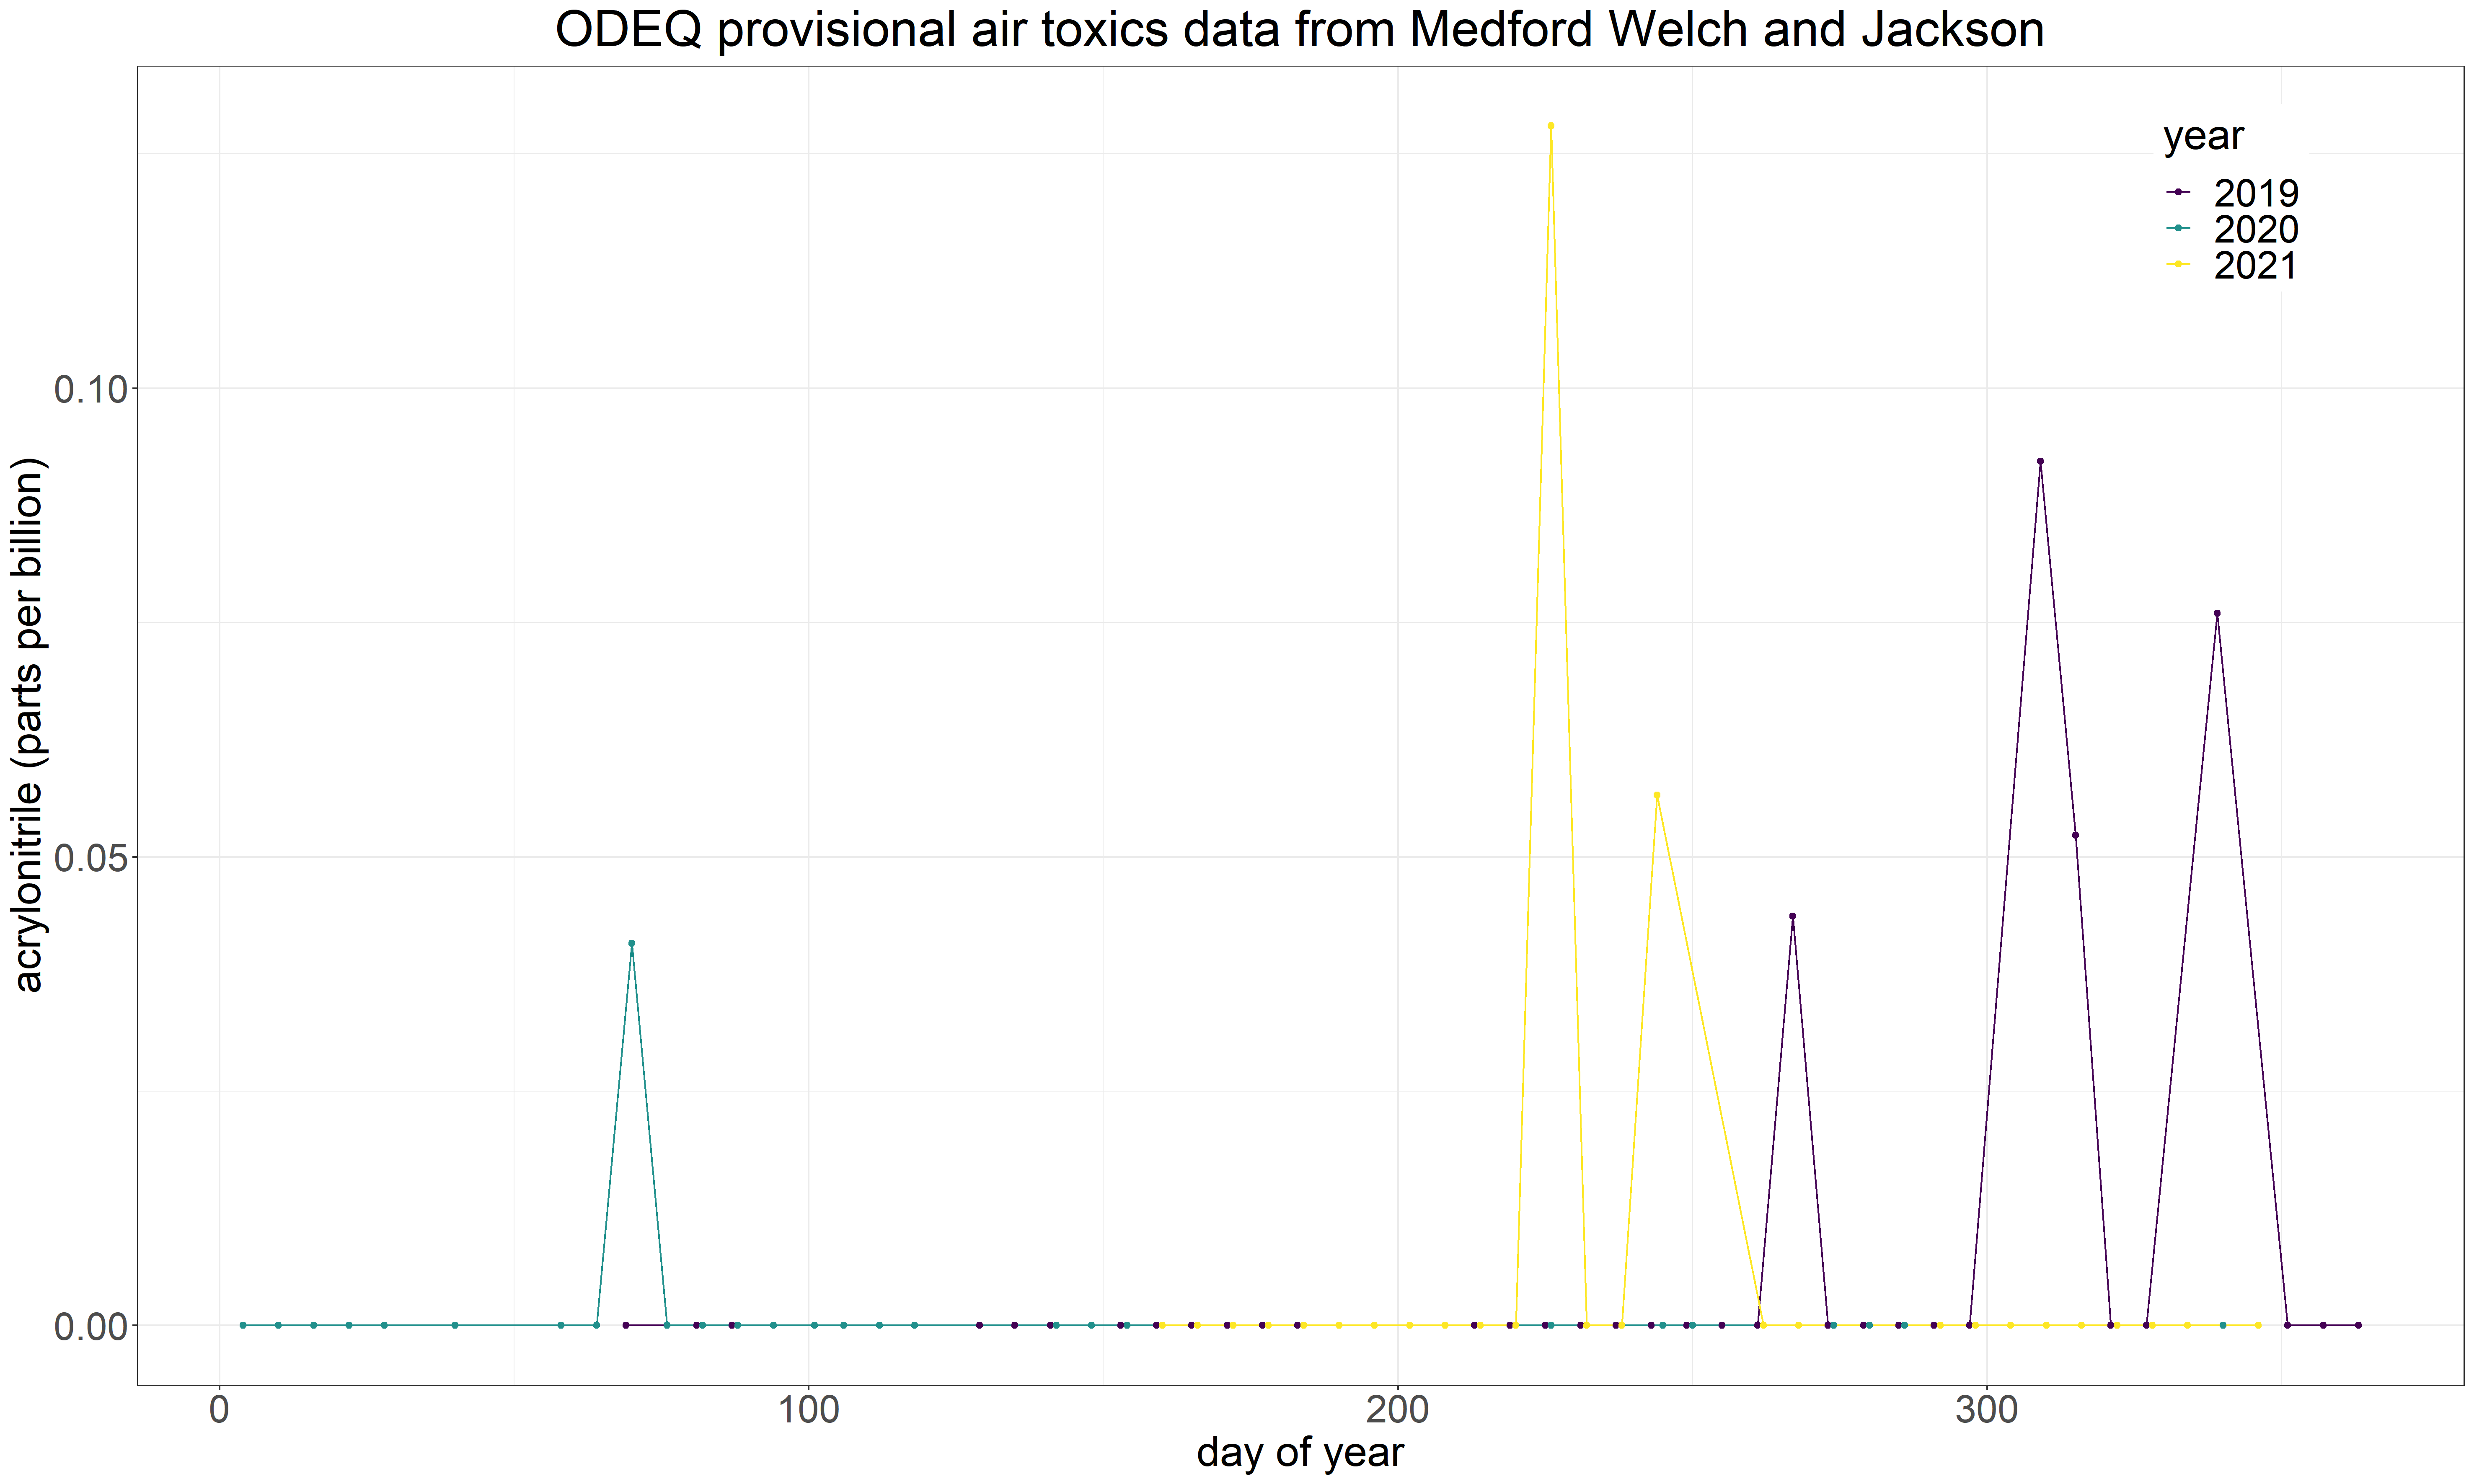 ODEQ provisional air toxics data from Medford Welch and Jackson
year
2019
2020
2021
0.10
0.05
0.00
acrylonitrile (parts per billion)
0
100
200
300
day of year